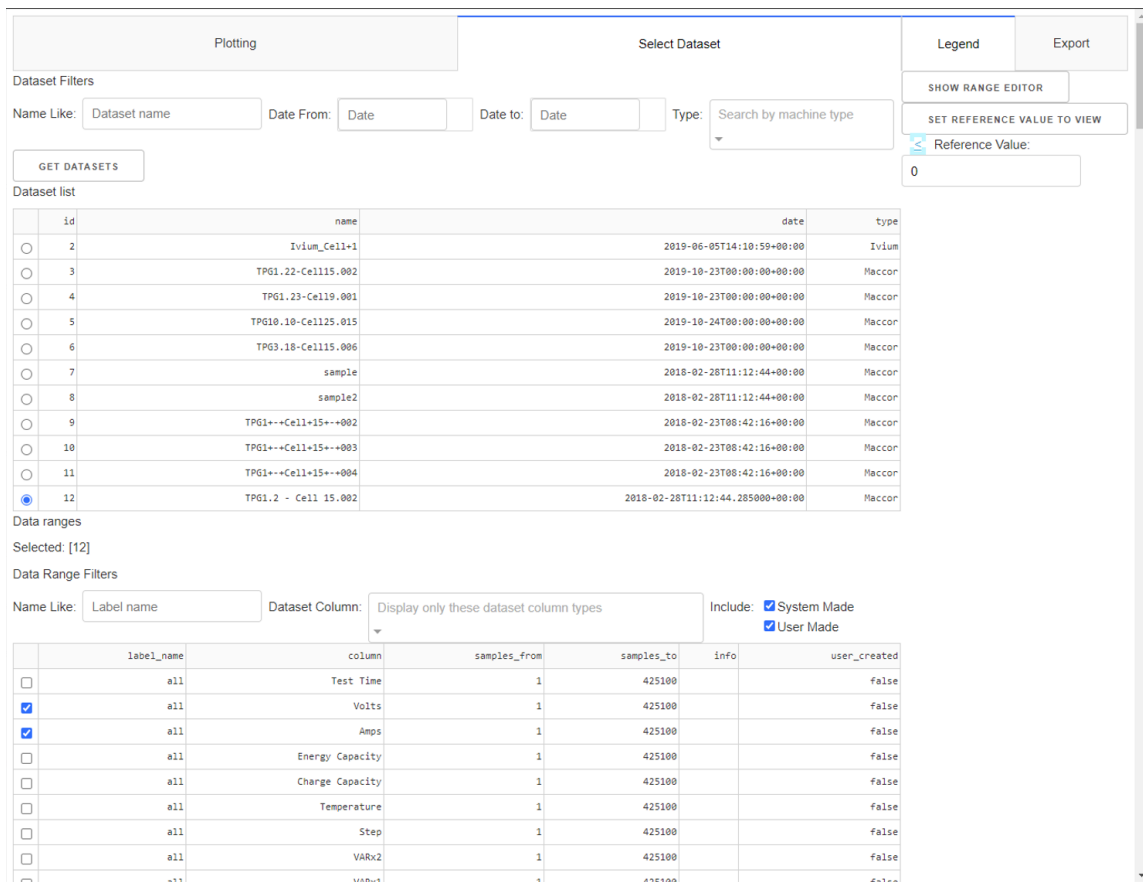 Plotting Select Dataset Legend Export
Dataset Filters
SHOW RANGE EDITOR
Name Like: Dataset name Date From: Date Date to: Date Type: Search by machine type
SET REFERENCE VALUE TO VIEW
< Reference Value:
GET DATASETS
0
Dataset list
id name date type
2 Ivium_Cell+1 2019-06-05T14:10:59+00:00 Ivium
3 TPG1.22-Cell15.002 2019-10-23T00:00:00+00:00 Maccor
4 TPG1.23-Cell9.001 2019-10-23T00:00:00+00:00 Maccor
5 TPG10.10-Cell25.015 2019-10-24T00:00:00+00:00 Maccor
6 TPG3.18-Cell15.006 2019-10-23T00:00:00+00:00 Maccor
7 sample 2018-02-28T11:12:44+00:00 Maccor
8 sample2 2018-02-28T11:12:44+00:00 Maccor
9 TPG1+-+Cell+15+-+002 2018-02-23T08:42:16+00:00 Maccor
10 TPG1+-+Cell+15+-+003 2018-02-23T08:42:16+00:00 Maccor
11 TPG1+-+Cell+15+-+004 2018-02-23T08:42:16+00:00 Maccor
12 TPG1.2 - Cell 15.002 2018-02-28T11:12:44.285000+00:00 Maccor
Data ranges
Selected: [12]
Data Range Filters
Name Like: Label name Dataset Column: Display only these dataset column types Include: System Made
User Made
label_name column samples_from samples_to info user_created
all Test Time 1 425100 false
all Volts 1 425100 false
all Amps 1 425100 false
all Energy Capacity 1 425100 false
all Charge Capacity 1 425100 false
all Temperature 1 425100 false
all Step 1 425100 false
all VARx2 1 425100 false
all VARx1 1 425100 false